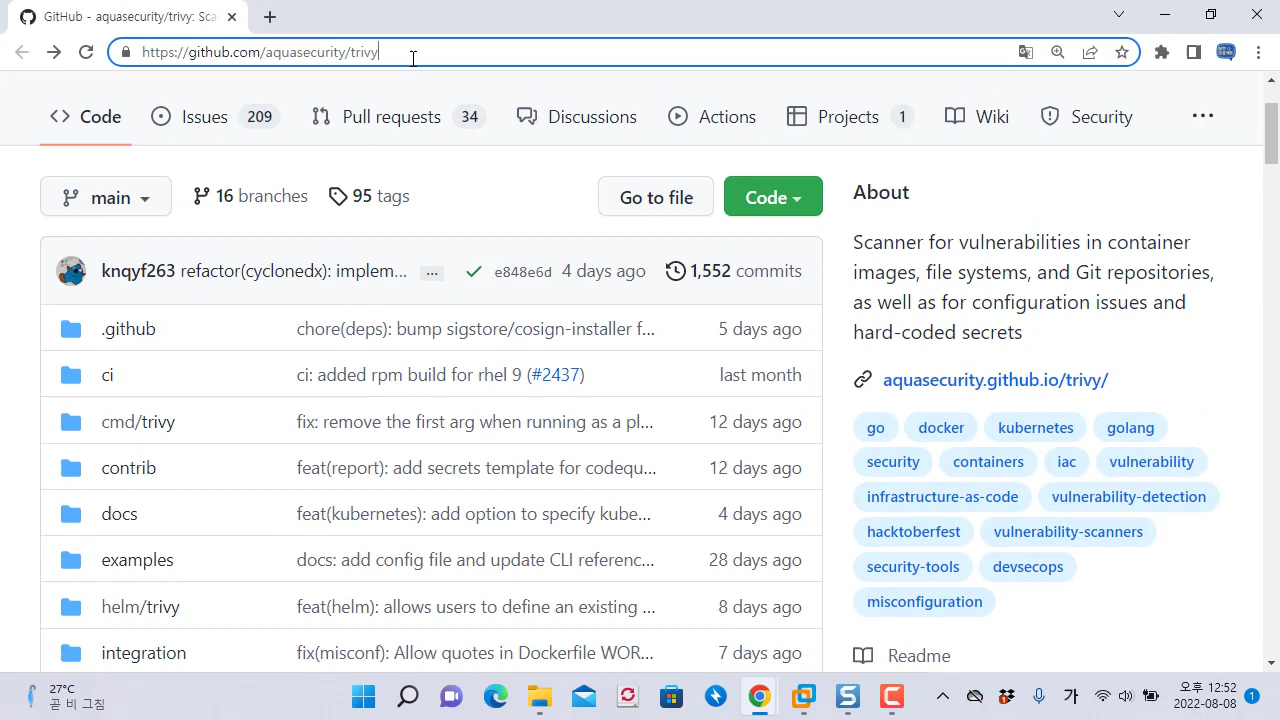 GitHub - aquasecurity/trivy: Sca
https://github.com/aquasecurity/trivy
Code
Issues 209
Pull requests 34
Discussions
Actions
Projects 1
Wiki
Security
main
16 branches
95 tags
Go to file
Code
knqyf263 refactor(cyclonedx): implem... ... e848e6d 4 days ago 1,552 commits
.github chore(deps): bump sigstore/cosign-installer f... 5 days ago
ci ci: added rpm build for rhel 9 (#2437) last month
cmd/trivy fix: remove the first arg when running as a pl... 12 days ago
contrib feat(report): add secrets template for codequ... 12 days ago
docs feat(kubernetes): add option to specify kube... 4 days ago
examples docs: add config file and update CLI referenc... 28 days ago
helm/trivy feat(helm): allows users to define an existing ... 8 days ago
integration fix(misconf): Allow quotes in Dockerfile WOR... 7 days ago
About
Scanner for vulnerabilities in container
images, file systems, and Git repositories,
as well as for configuration issues and
hard-coded secrets
aquasecurity.github.io/trivy/
go docker kubernetes golang
security containers iac vulnerability
infrastructure-as-code vulnerability-detection
hacktoberfest vulnerability-scanners
security-tools devsecops
misconfiguration
Readme
27°C
곧 비 그침
가
오후 12:52
2022-08-08
1